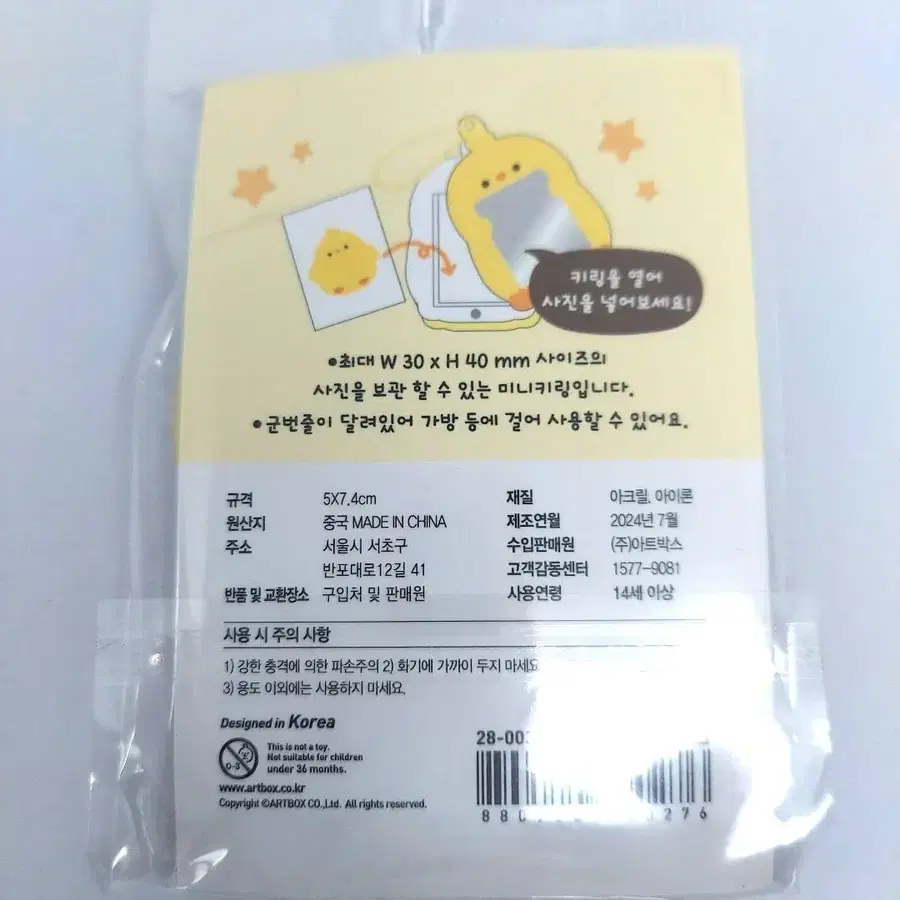 키링을 열어
사진을 넣어보세요!
•최대 W 30 x H 40 mm 사이즈의
사진을 보관 할 수 있는 미니키링입니다.
•군번줄이 달려있어 가방 등에 걸어 사용할 수 있어요.
규격 5X7.4cm 재질 아크릴, 아이론
원산지 중국 MADE IN CHINA 제조연월 2024년 7월
주소 서울시 서초구 수입판매원 (주)아트박스
반포대로12길 41 고객감동센터 1577-9081
반품 및 교환장소 구입처 및 판매원 사용연령 14세 이상
사용 시 주의 사항
1) 강한 충격에 의한 파손주의 2) 화기에 가까이 두지 마세요
3) 용도 이외에는 사용하지 마세요.
Designed in Korea
0-3
This is not a toy.
Not suitable for children
under 36 months.
www.artbox.co.kr
Copyright ©ARTBOX CO.,Ltd. All rights reserved.
28-003
880 276